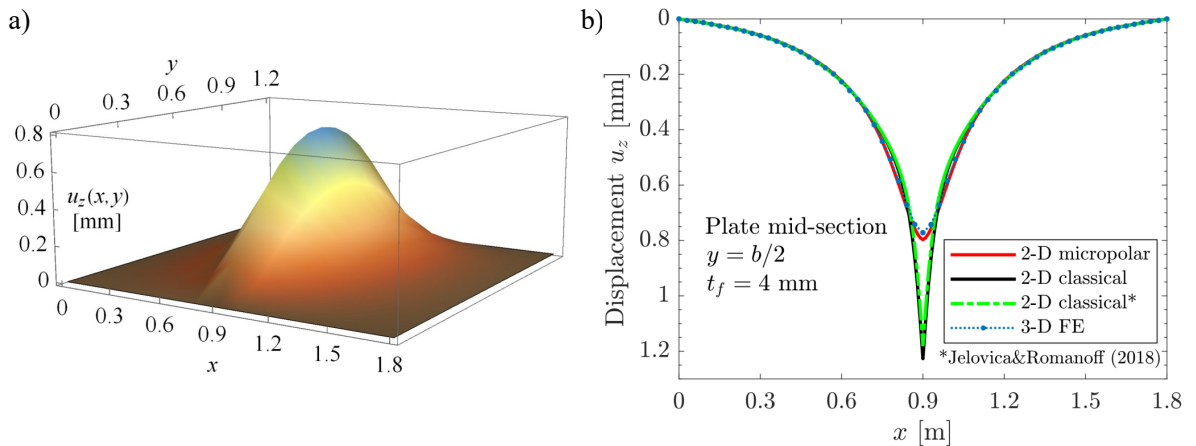 a)
y
0 0.3 0.6 0.9 1.2
0.8
0.6
0.4
0.2
0
u_z(x,y)
[mm]
0 0.3 0.6 0.9 1.2 1.5 1.8
x
b)
Displacement u_z [mm]
0
0.2
0.4
0.6
0.8
1
1.2
Plate mid-section
y = b/2
t_f = 4 mm
2-D micropolar
2-D classical
2-D classical*
3-D FE
*Jelovica&Romanoff (2018)
0 0.3 0.6 0.9 1.2 1.5 1.8
x [m]